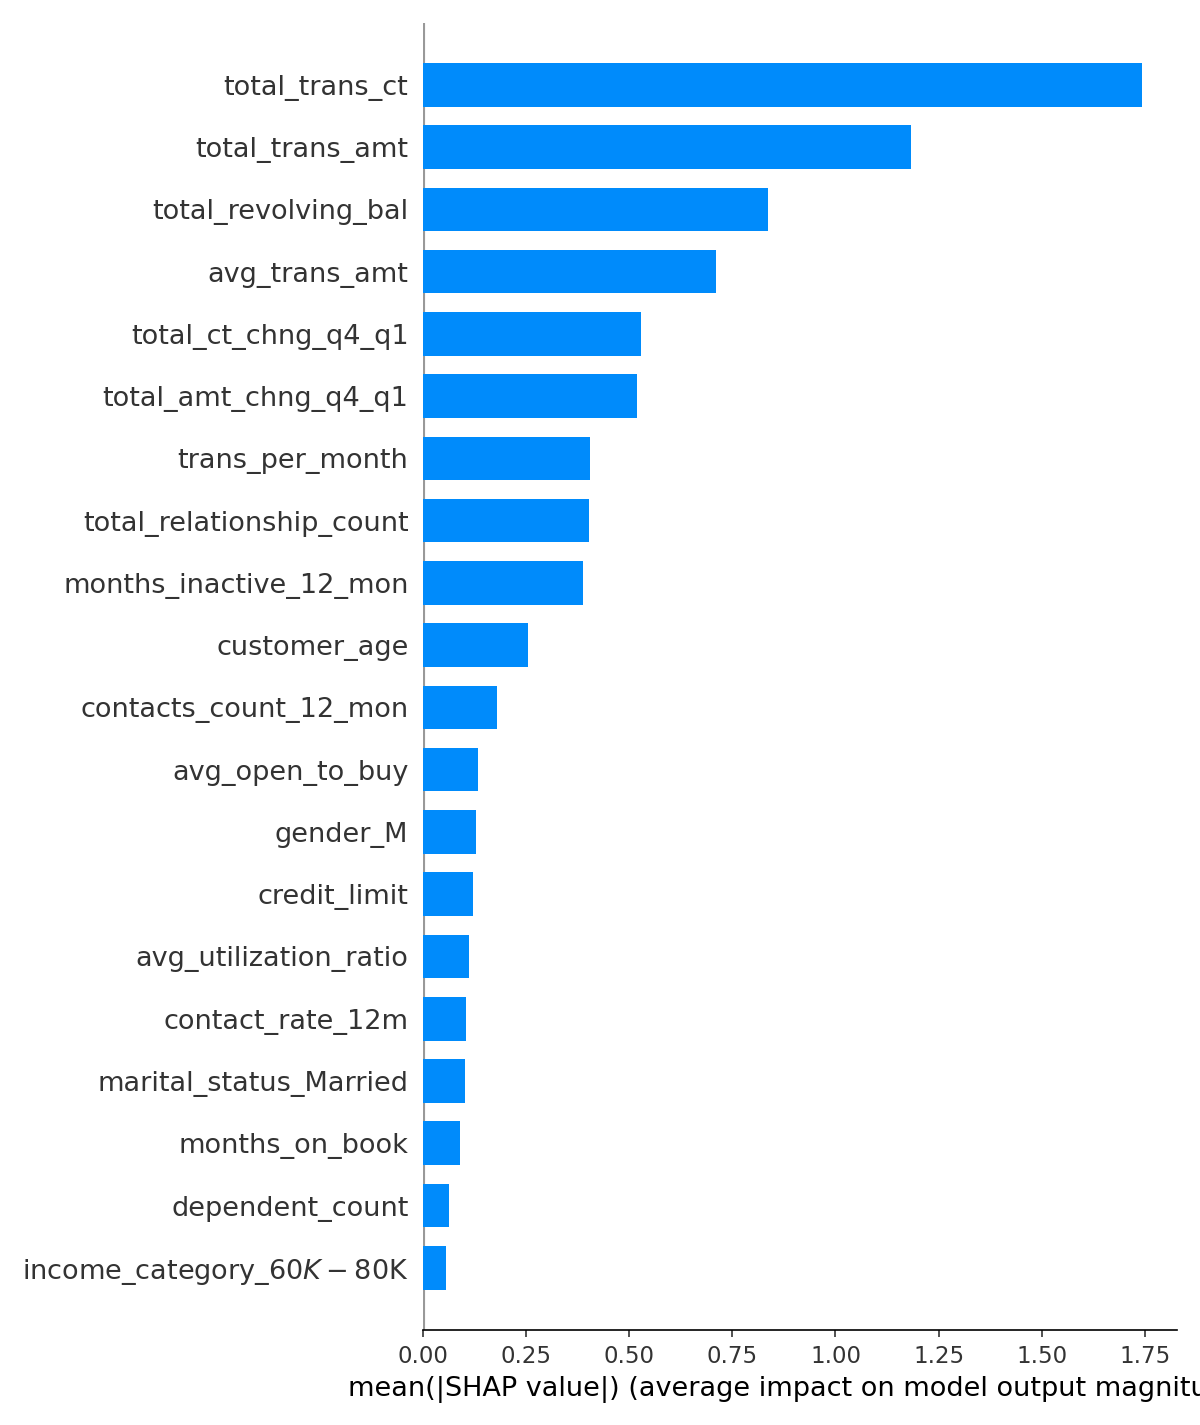 total_trans_ct
total_trans_amt
total_revolving_bal
avg_trans_amt
total_ct_chng_q4_q1
total_amt_chng_q4_q1
trans_per_month
total_relationship_count
months_inactive_12_mon
customer_age
contacts_count_12_mon
avg_open_to_buy
gender_M
credit_limit
avg_utilization_ratio
contact_rate_12m
marital_status_Married
months_on_book
dependent_count
income_category_60K − 80K
0.00 0.25 0.50 0.75 1.00 1.25 1.50 1.75
mean(|SHAP value|) (average impact on model output magnitu